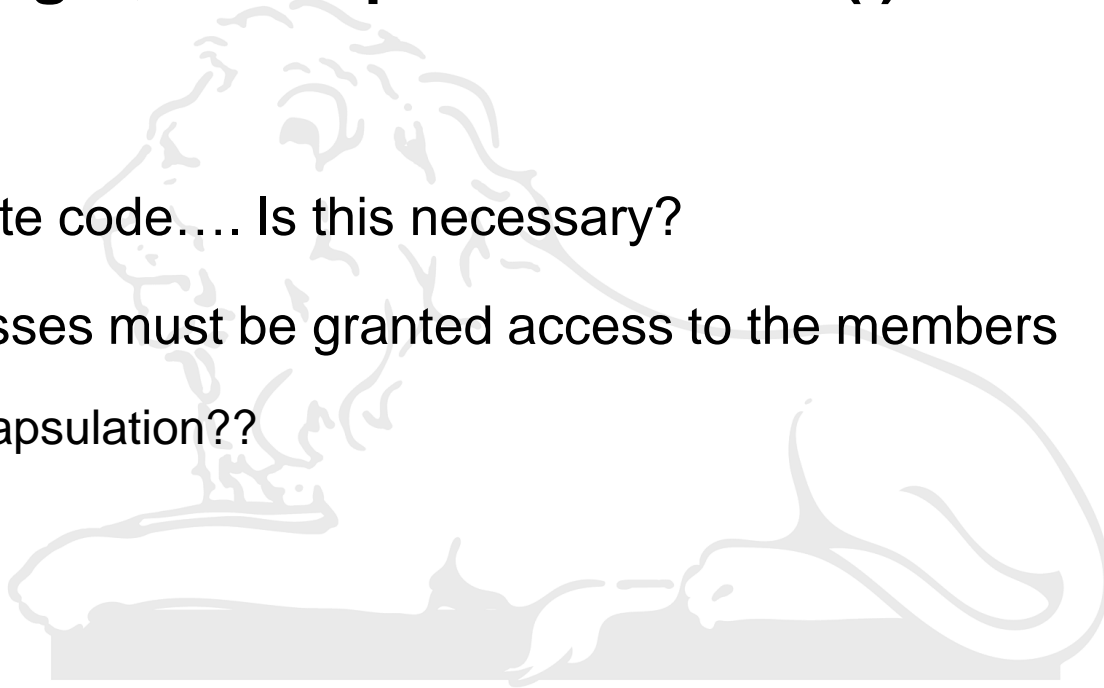 te code…. Is this necessary?
sses must be granted access to the members
apsulation??